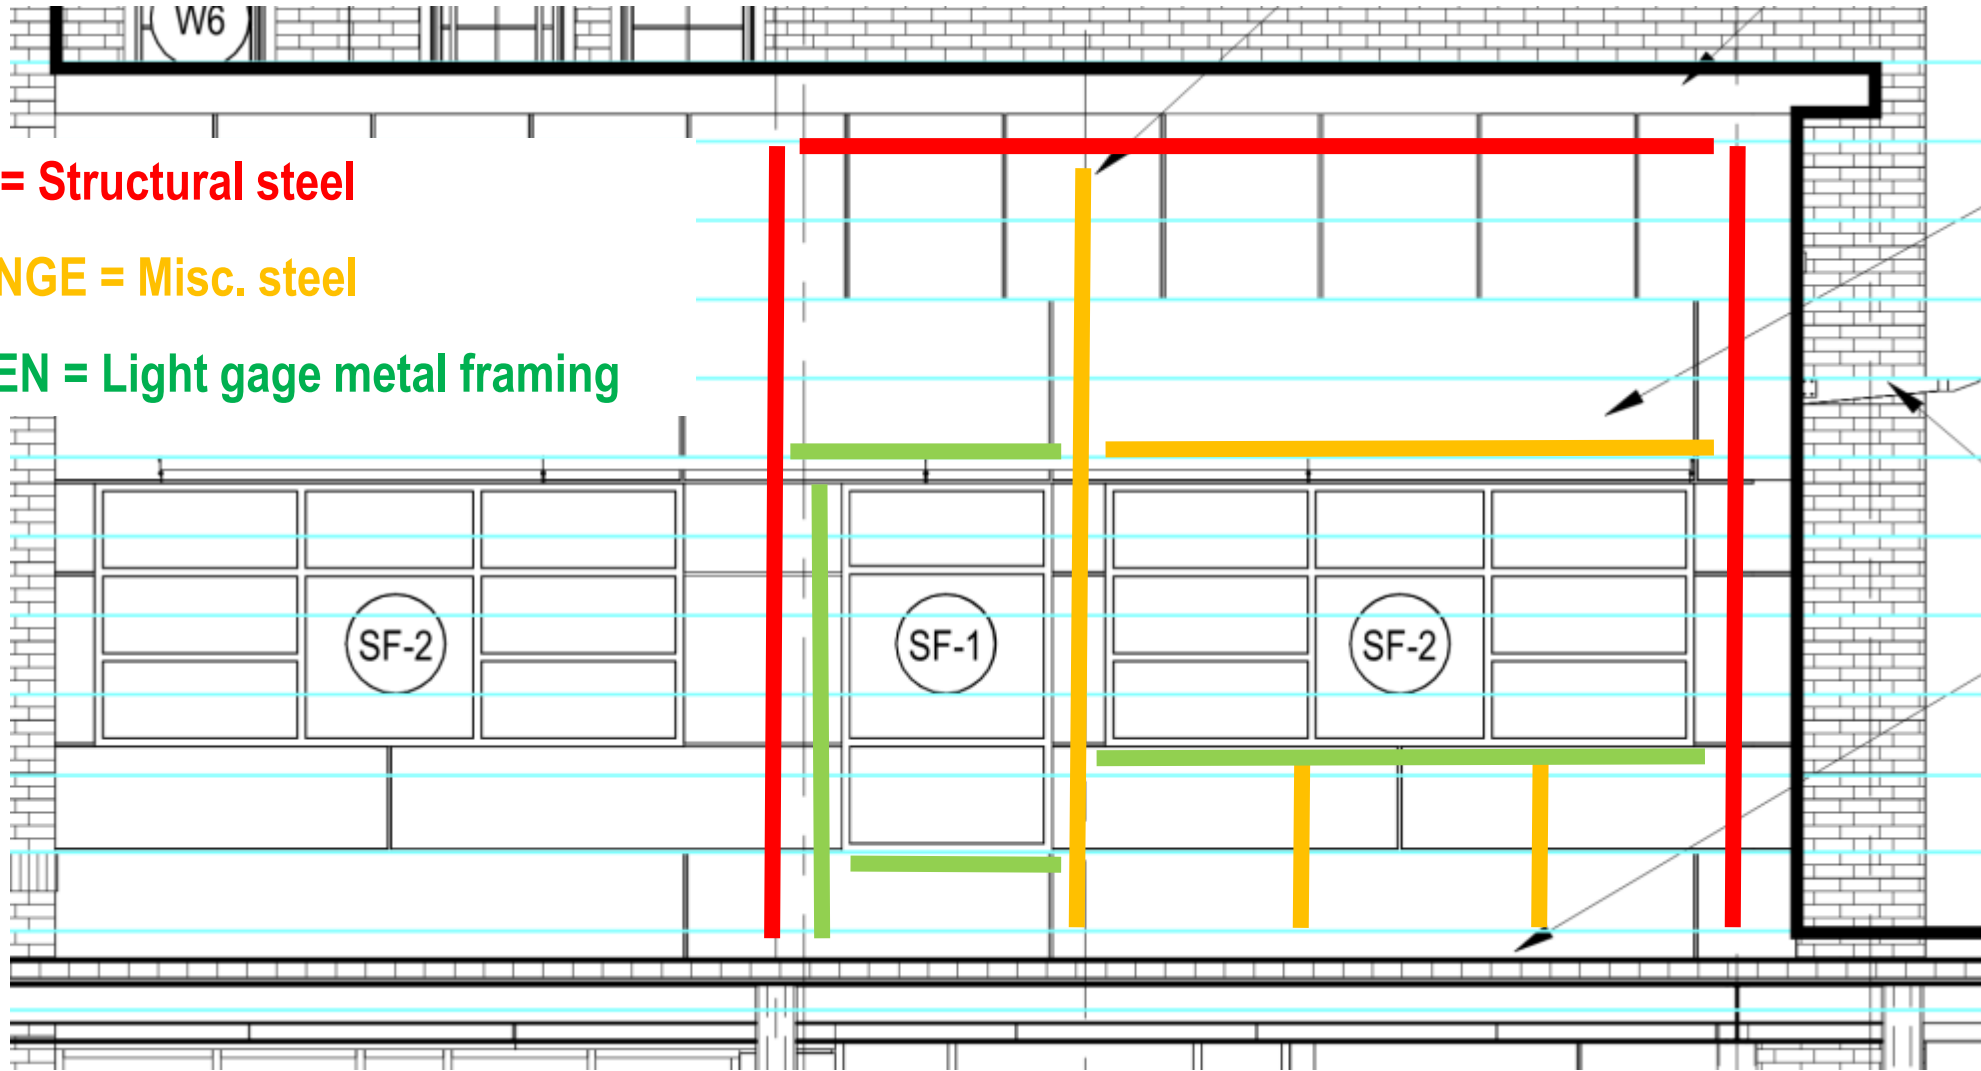 W6
= Structural steel
NGE = Misc. steel
EN = Light gage metal framing
SF-2
SF-1
SF-2